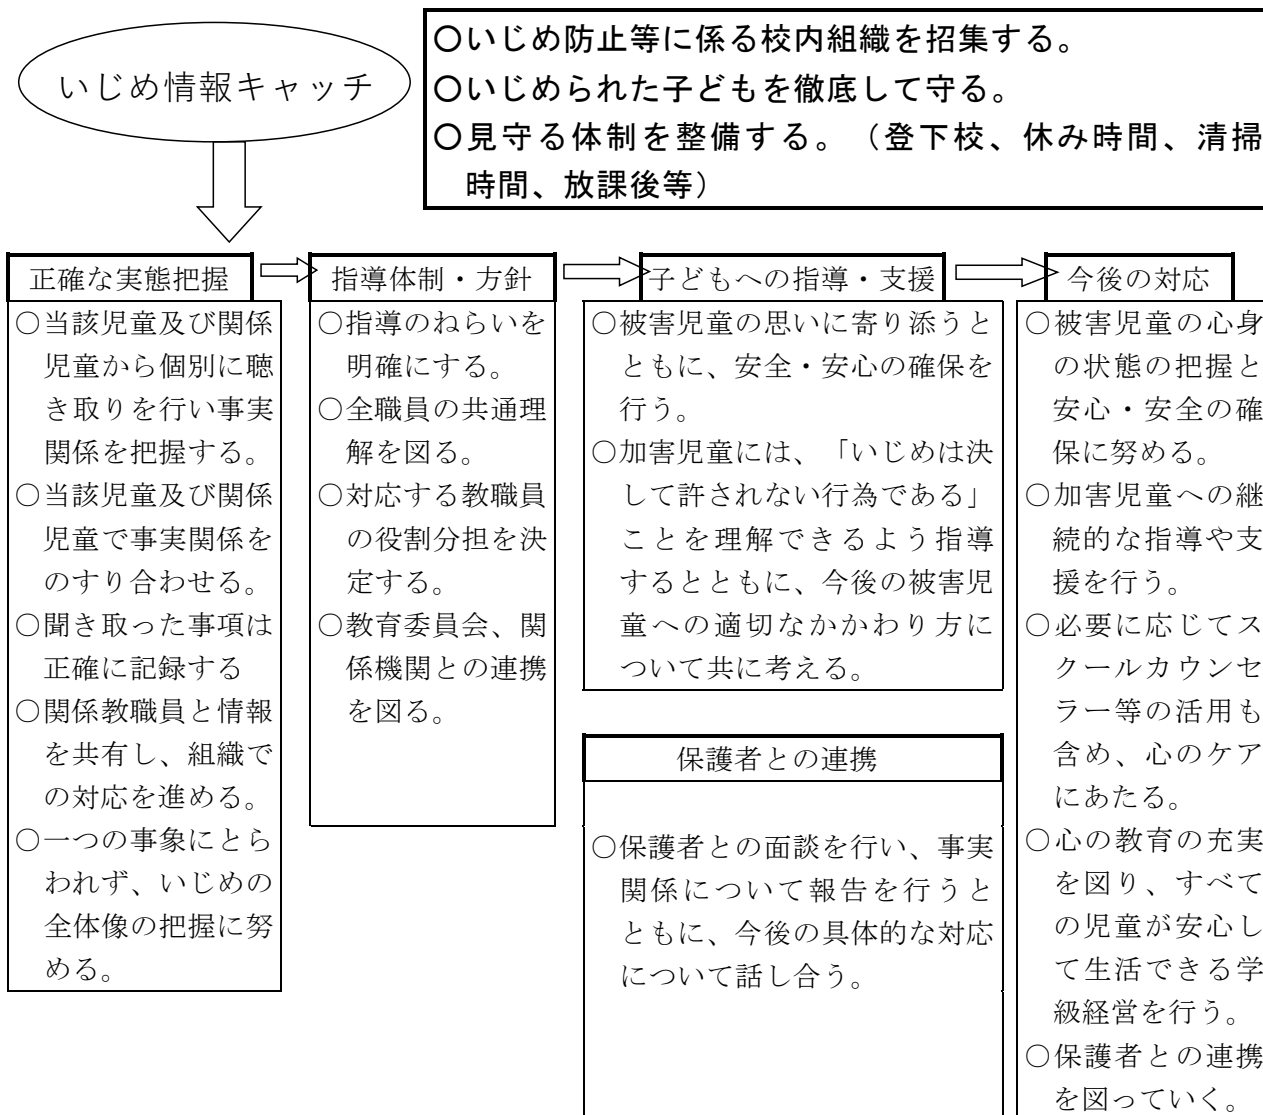 いじめ情報キャッチ
〇いじめ防止等に係る校内組織を招集する。
〇いじめられた子どもを徹底して守る。
〇見守る体制を整備する。（登下校、休み時間、清掃
時間、放課後等）
正確な実態把握
〇当該児童及び関係
児童から個別に聴
き取りを行い事実
関係を把握する。
〇当該児童及び関係
児童で事実関係を
のすり合わせる。
〇聞き取った事項は
正確に記録する
〇関係教職員と情報
を共有し、組織で
の対応を進める。
〇一つの事象にとら
われず、いじめの
全体像の把握に努
める。
指導体制・方針
〇指導のねらいを
明確にする。
〇全職員の共通理
解を図る。
〇対応する教職員
の役割分担を決
定する。
〇教育委員会、関
係機関との連携
を図る。
子どもへの指導・支援
〇被害児童の思いに寄り添うと
ともに、安全・安心の確保を
行う。
〇加害児童には、「いじめは決
して許されない行為である」
ことを理解できるよう指導
するとともに、今後の被害児
童への適切なかかわり方に
ついて共に考える。
保護者との連携
〇保護者との面談を行い、事実
関係について報告を行うと
ともに、今後の具体的な対応
について話し合う。
今後の対応
〇被害児童の心身
の状態の把握と
安心・安全の確
保に努める。
〇加害児童への継
続的な指導や支
援を行う。
〇必要に応じてス
クールカウンセ
ラー等の活用も
含め、心のケア
にあたる。
〇心の教育の充実
を図り、すべて
の児童が安心し
て生活できる学
級経営を行う。
〇保護者との連携
を図っていく。